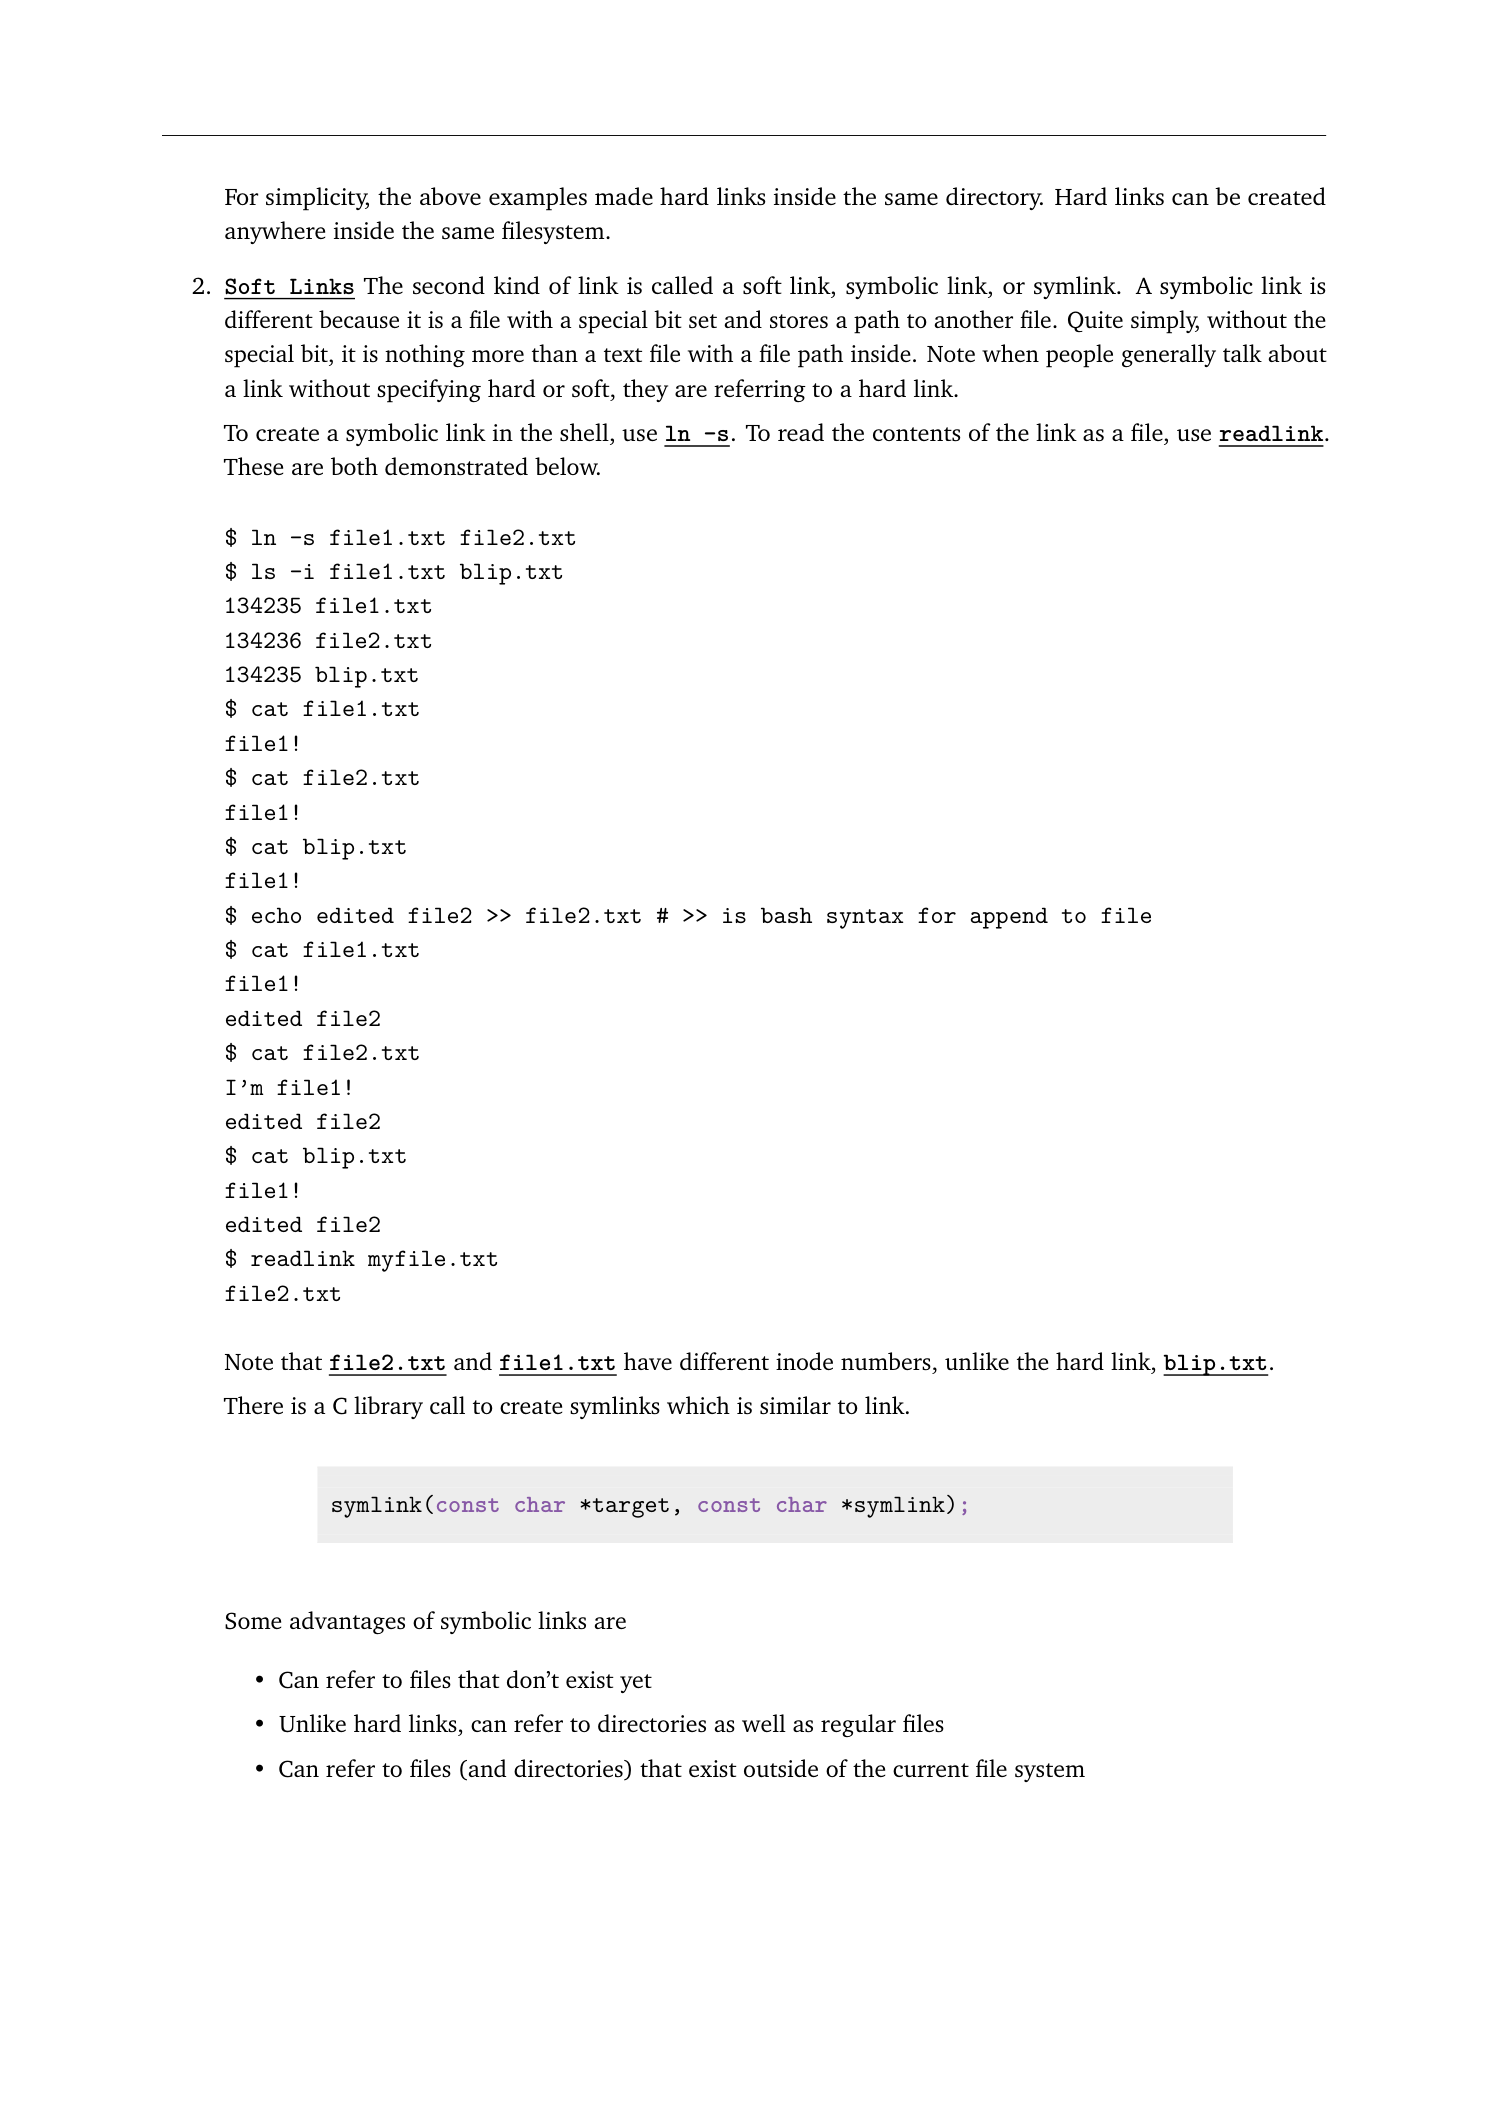 For simplicity, the above examples made hard links inside the same directory. Hard links can be created
anywhere inside the same filesystem.
2. Soft Links The second kind of link is called a soft link, symbolic link, or symlink. A symbolic link is
different because it is a file with a special bit set and stores a path to another file. Quite simply, without the
special bit, it is nothing more than a text file with a file path inside. Note when people generally talk about
a link without specifying hard or soft, they are referring to a hard link.
To create a symbolic link in the shell, use ln -s. To read the contents of the link as a file, use readlink.
These are both demonstrated below.
$ ln -s file1.txt file2.txt
$ ls -i file1.txt blip.txt
134235 file1.txt
134236 file2.txt
134235 blip.txt
$ cat file1.txt
file1!
$ cat file2.txt
file1!
$ cat blip.txt
file1!
$ echo edited file2 >> file2.txt # >> is bash syntax for append to file
$ cat file1.txt
file1!
edited file2
$ cat file2.txt
I’m file1!
edited file2
$ cat blip.txt
file1!
edited file2
$ readlink myfile.txt
file2.txt
Note that file2.txt and file1.txt have different inode numbers, unlike the hard link, blip.txt.
There is a C library call to create symlinks which is similar to link.
symlink(const char *target, const char *symlink);
Some advantages of symbolic links are
• Can refer to files that don’t exist yet
• Unlike hard links, can refer to directories as well as regular files
• Can refer to files (and directories) that exist outside of the current file system